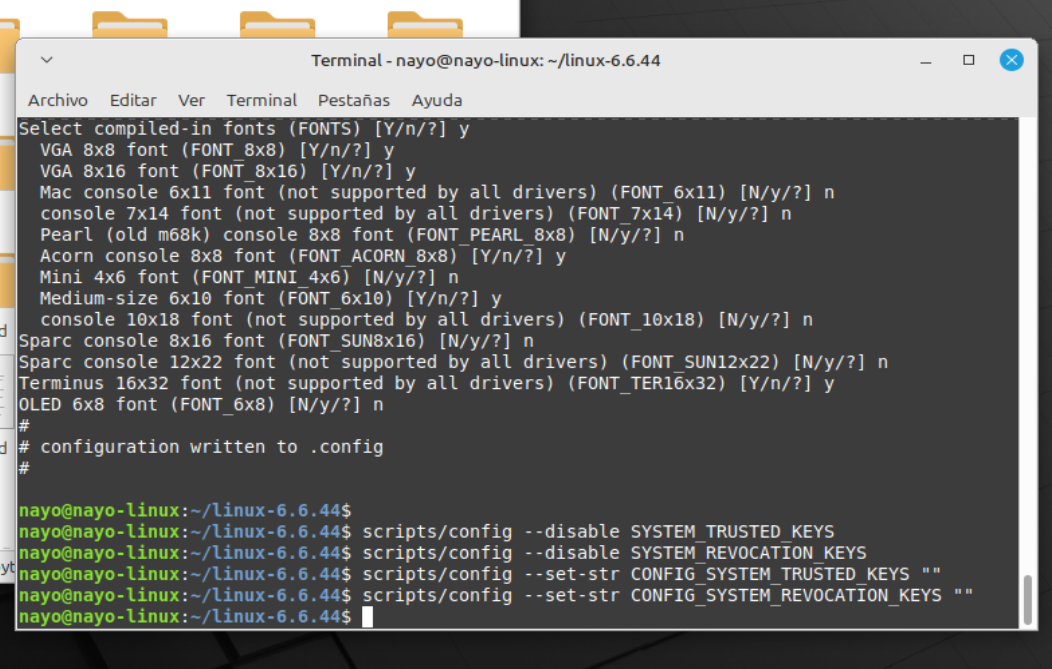 Terminal - nayo@nayo-linux: ~/linux-6.6.44
Archivo Editar Ver Terminal Pestañas Ayuda
Select compiled-in fonts (FONTS) [Y/n/?] y
  VGA 8x8 font (FONT_8x8) [Y/n/?] y
  VGA 8x16 font (FONT_8x16) [Y/n/?] y
  Mac console 6x11 font (not supported by all drivers) (FONT_6x11) [N/y/?] n
  console 7x14 font (not supported by all drivers) (FONT_7x14) [N/y/?] n
  Pearl (old m68k) console 8x8 font (FONT_PEARL_8x8) [N/y/?] n
  Acorn console 8x8 font (FONT_ACORN_8x8) [Y/n/?] y
  Mini 4x6 font (FONT_MINI_4x6) [N/y/?] n
  Medium-size 6x10 font (FONT_6x10) [Y/n/?] y
  console 10x18 font (not supported by all drivers) (FONT_10x18) [N/y/?] n
Sparc console 8x16 font (FONT_SUN8x16) [N/y/?] n
Sparc console 12x22 font (not supported by all drivers) (FONT_SUN12x22) [N/y/?] n
Terminus 16x32 font (not supported by all drivers) (FONT_TER16x32) [Y/n/?] y
OLED 6x8 font (FONT_6x8) [N/y/?] n
#
# configuration written to .config
#
nayo@nayo-linux:~/linux-6.6.44$
nayo@nayo-linux:~/linux-6.6.44$ scripts/config --disable SYSTEM_TRUSTED_KEYS
nayo@nayo-linux:~/linux-6.6.44$ scripts/config --disable SYSTEM_REVOCATION_KEYS
nayo@nayo-linux:~/linux-6.6.44$ scripts/config --set-str CONFIG_SYSTEM_TRUSTED_KEYS ""
nayo@nayo-linux:~/linux-6.6.44$ scripts/config --set-str CONFIG_SYSTEM_REVOCATION_KEYS ""
nayo@nayo-linux:~/linux-6.6.44$